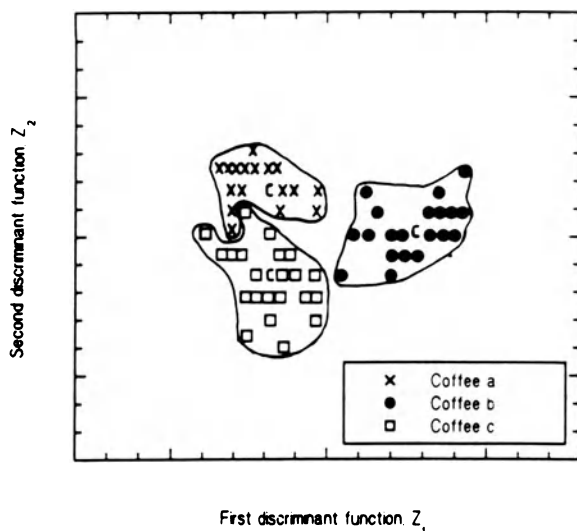 Second discriminant function, Z2
C
C
C
x Coffee a
● Coffee b
□ Coffee c
First discriminant function, Z1